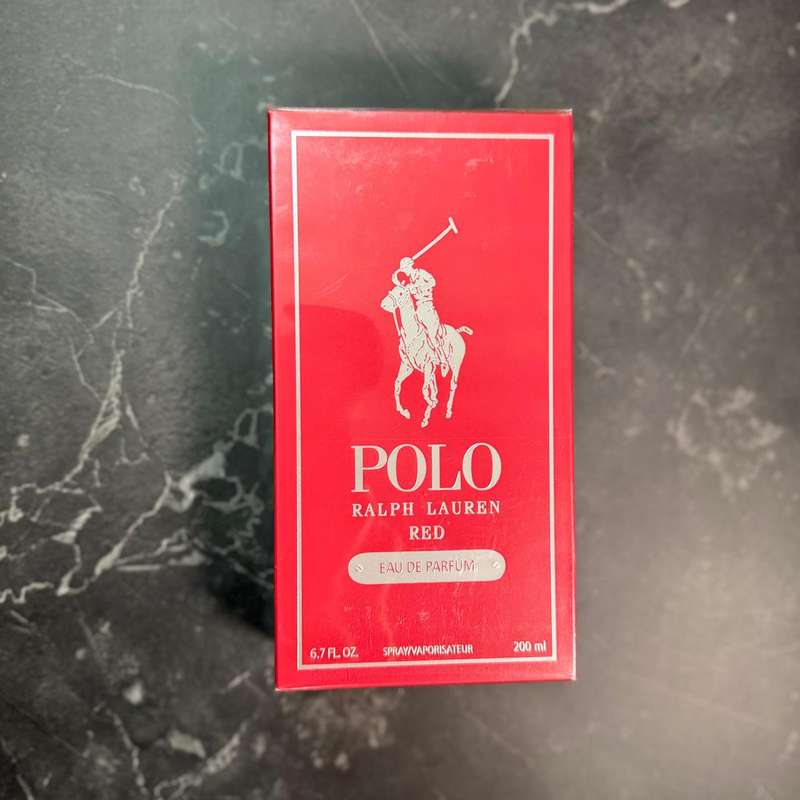 POLO
RALPH LAUREN
RED
EAU DE PARFUM
6.7 FL. OZ. SPRAY/VAPORISATEUR 200 ml